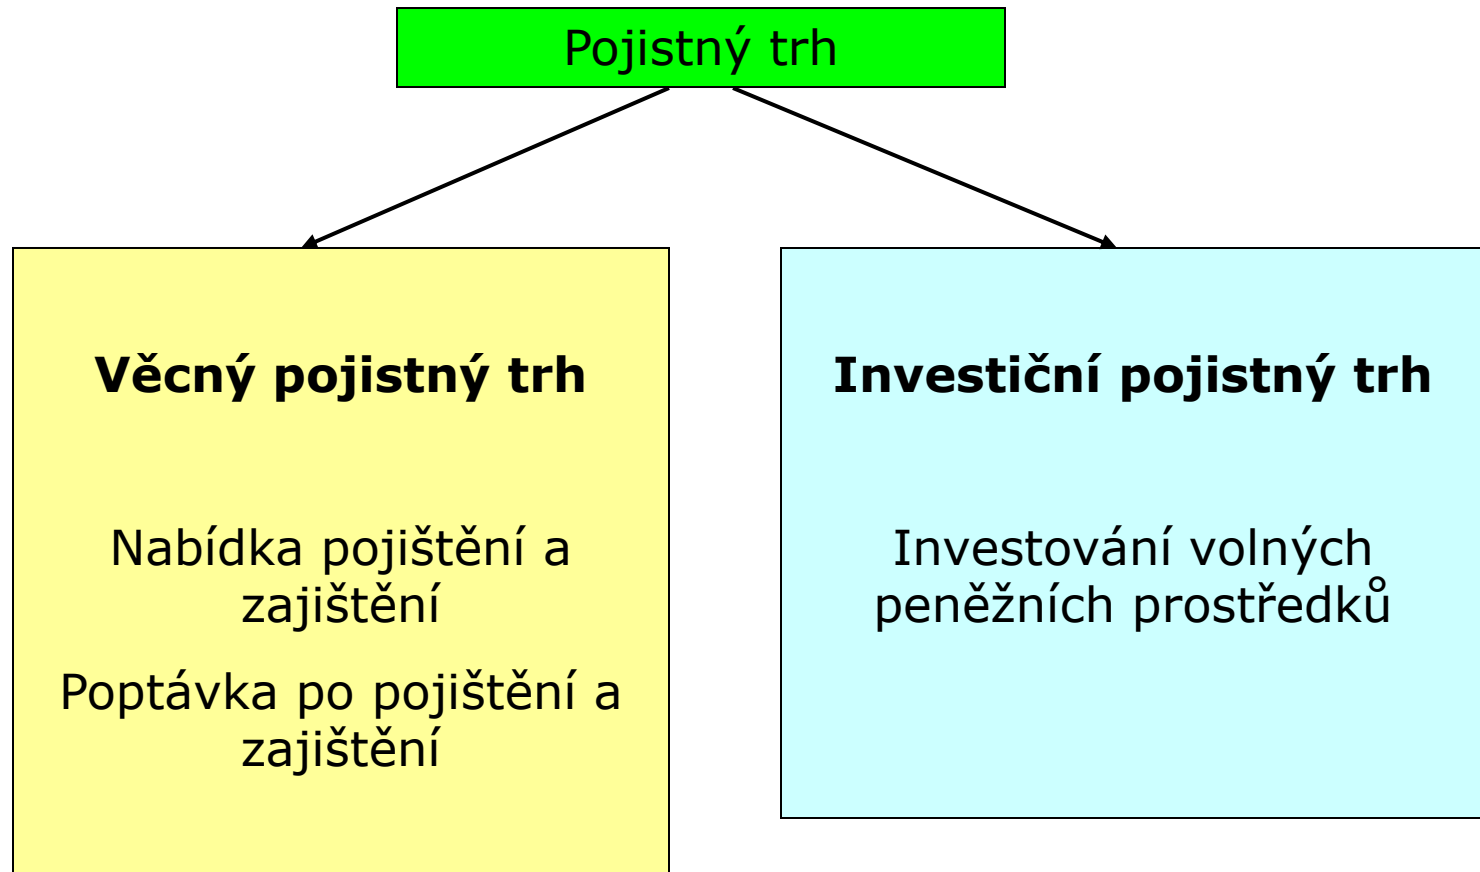 Pojistný trh
Věcný pojistný trh
Nabídka pojištění a
zajištění
Poptávka po pojištění a
zajištění
Investiční pojistný trh
Investování volných
peněžních prostředků